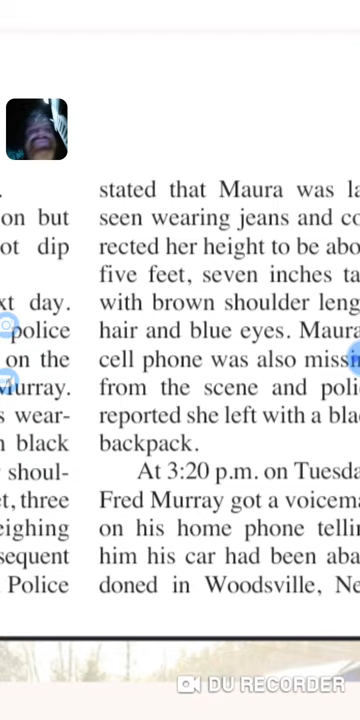 .
on but
ot dip
xt day.
police
on the
Murray.
s wear-
n black
shoul-
et, three
eighing
sequent
Police
stated that Maura was la
seen wearing jeans and co
rected her height to be abo
five feet, seven inches ta
with brown shoulder leng
hair and blue eyes. Maura
cell phone was also missin
from the scene and poli
reported she left with a bla
backpack.
At 3:20 p.m. on Tuesda
Fred Murray got a voicema
on his home phone tellin
him his car had been aba
doned in Woodsville, Ne
DU RECORDER